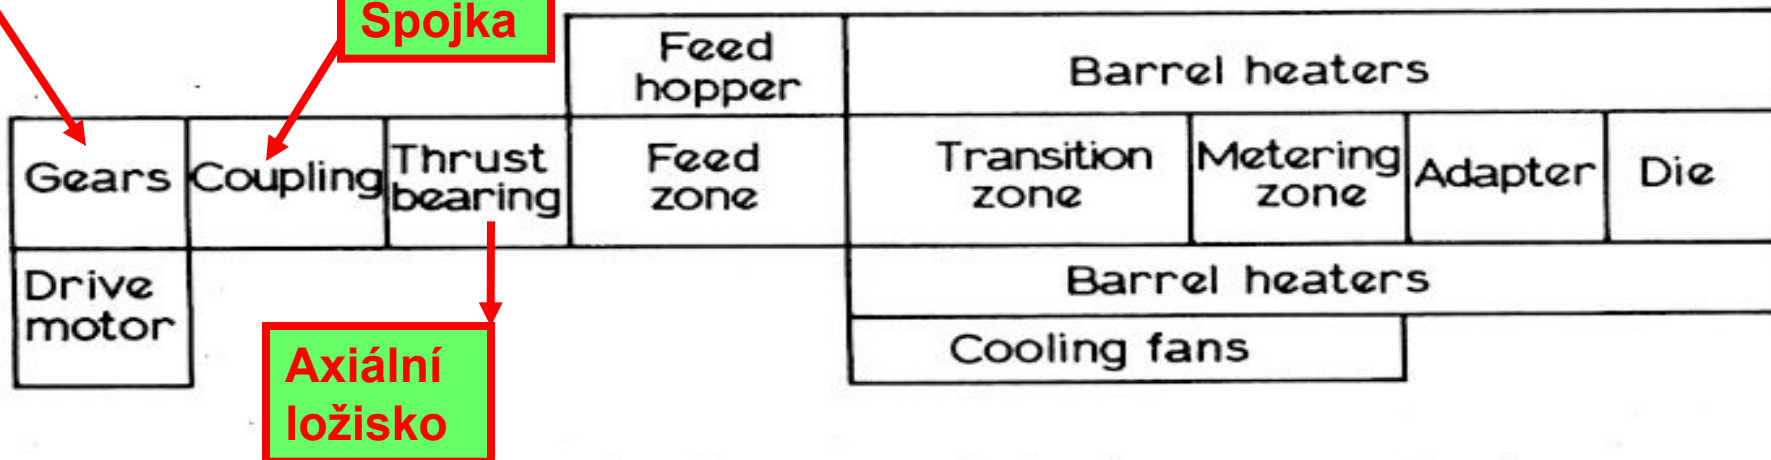 Spojka
Feed
hopper
Barrel heaters
Gears
Coupling
Thrust
bearing
Feed
zone
Transition
zone
Metering
zone
Adapter
Die
Drive
motor
Barrel heaters
Cooling fans
Axiální
ložisko